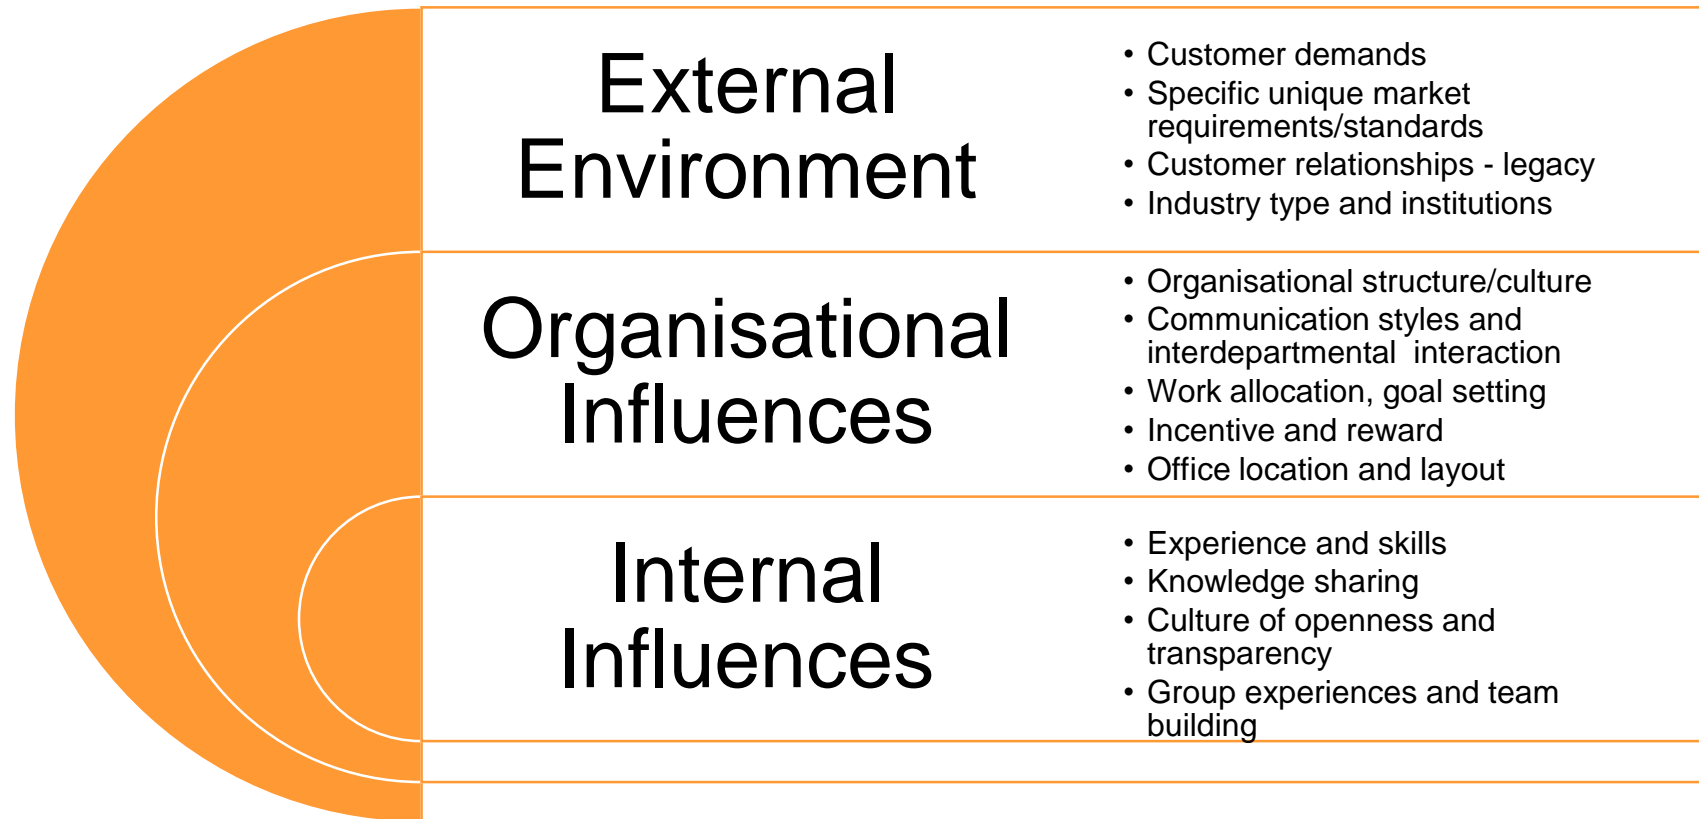 External
Environment
• Customer demands
• Specific unique market
requirements/standards
• Customer relationships - legacy
• Industry type and institutions
Organisational
Influences
• Organisational structure/culture
• Communication styles and
interdepartmental  interaction
• Work allocation, goal setting
• Incentive and reward
• Office location and layout
Internal
Influences
• Experience and skills
• Knowledge sharing
• Culture of openness and
transparency
• Group experiences and team
building